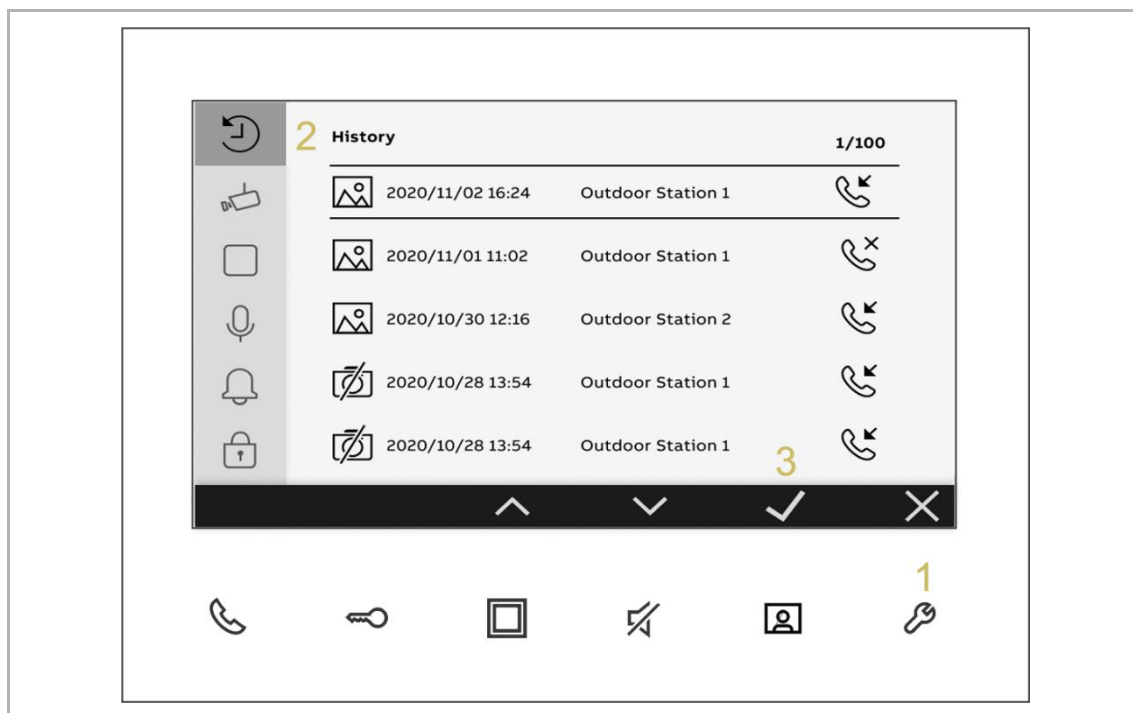 2 History 1/100
2020/11/02 16:24 Outdoor Station 1
2020/11/01 11:02 Outdoor Station 1
2020/10/30 12:16 Outdoor Station 2
2020/10/28 13:54 Outdoor Station 1
2020/10/28 13:54 Outdoor Station 1
3
1